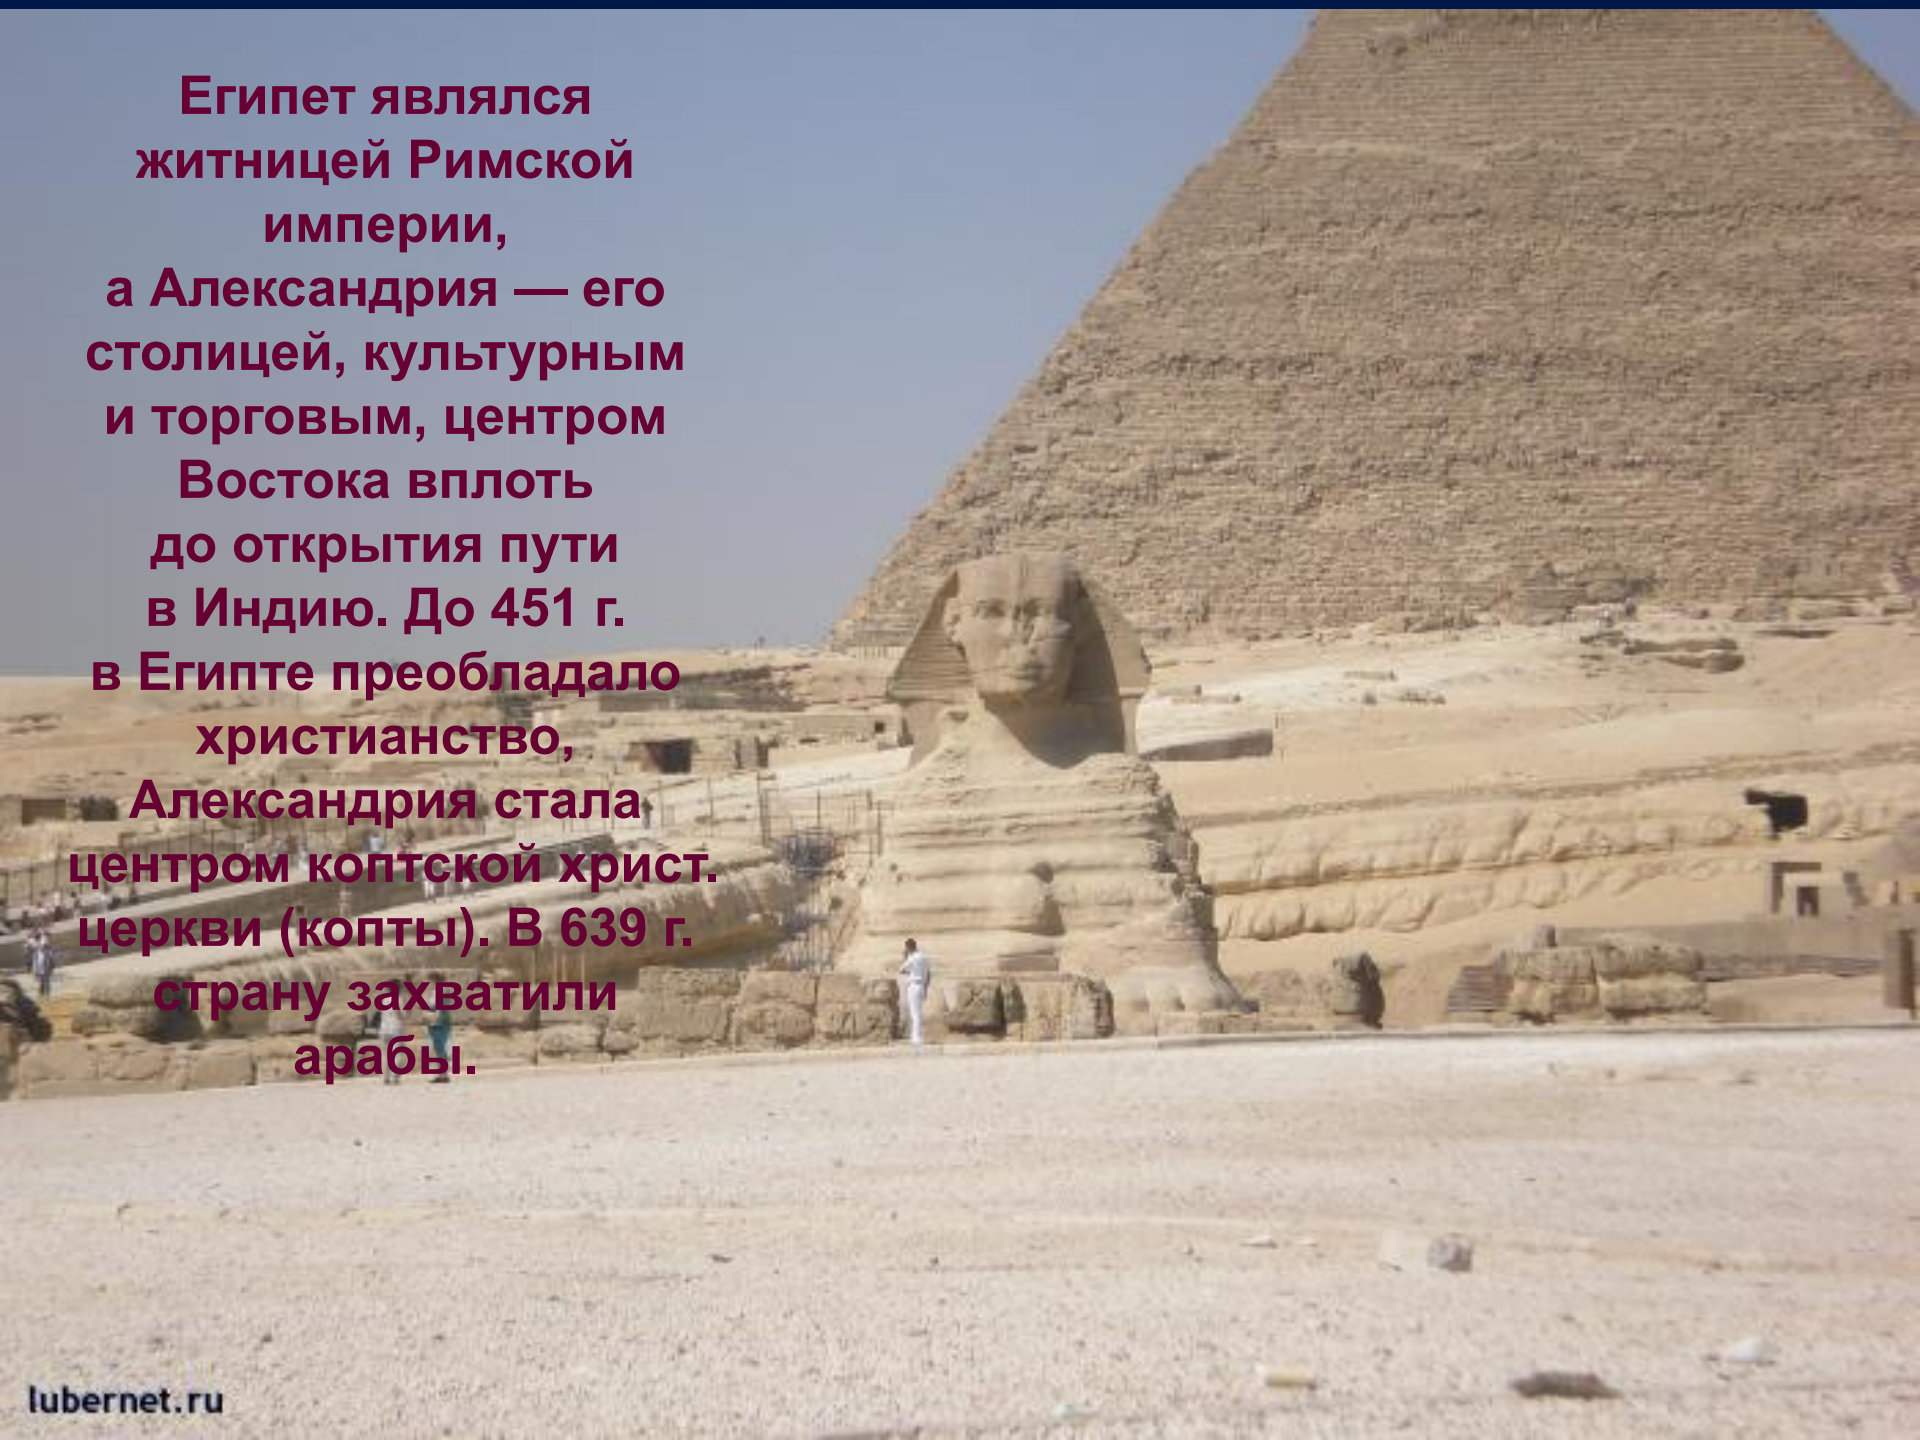 Египет являлся
житницей Римской
империи,
а Александрия — его
столицей, культурным
и торговым, центром
Востока вплоть
до открытия пути
в Индию. До 451 г.
в Египте преобладало
христианство,
Александрия стала
центром коптской христ.
церкви (копты). В 639 г.
страну захватили
арабы.
lubernet.ru